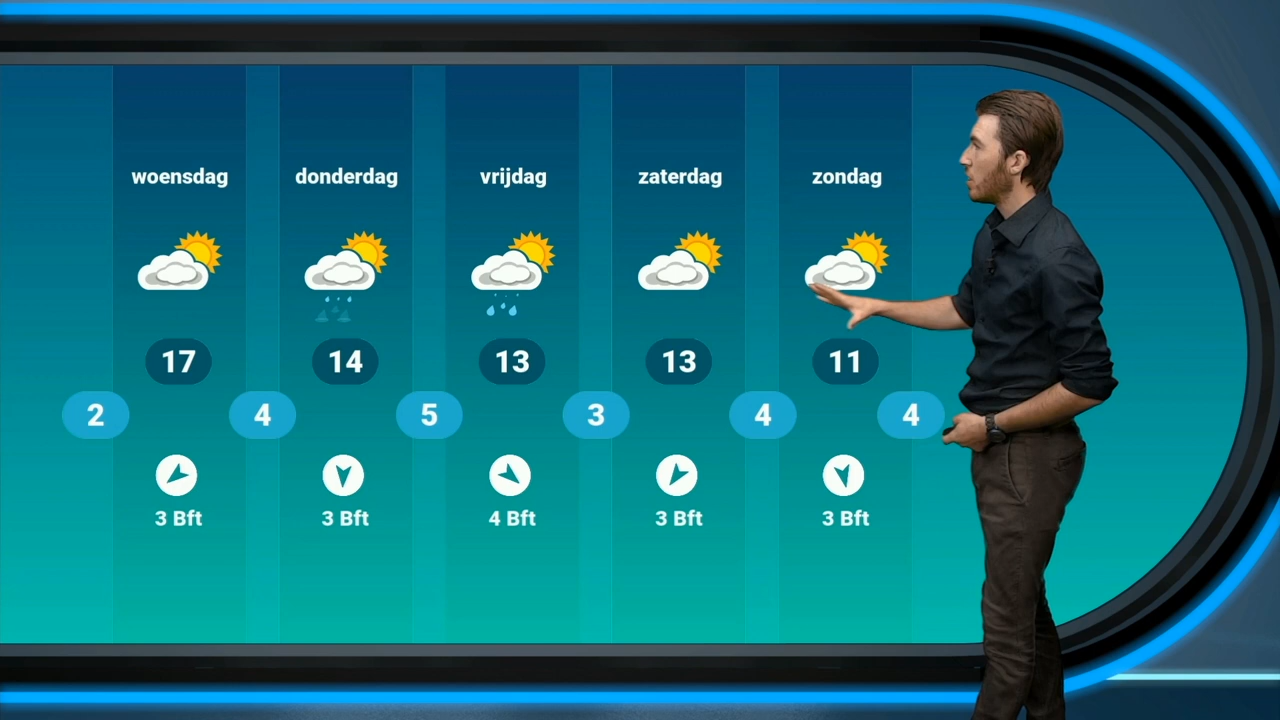 woensdag donderdag vrijdag zaterdag zondag
17 14 13 13 11
2 4 5 3 4 4
3 Bft 3 Bft 4 Bft 3 Bft 3 Bft